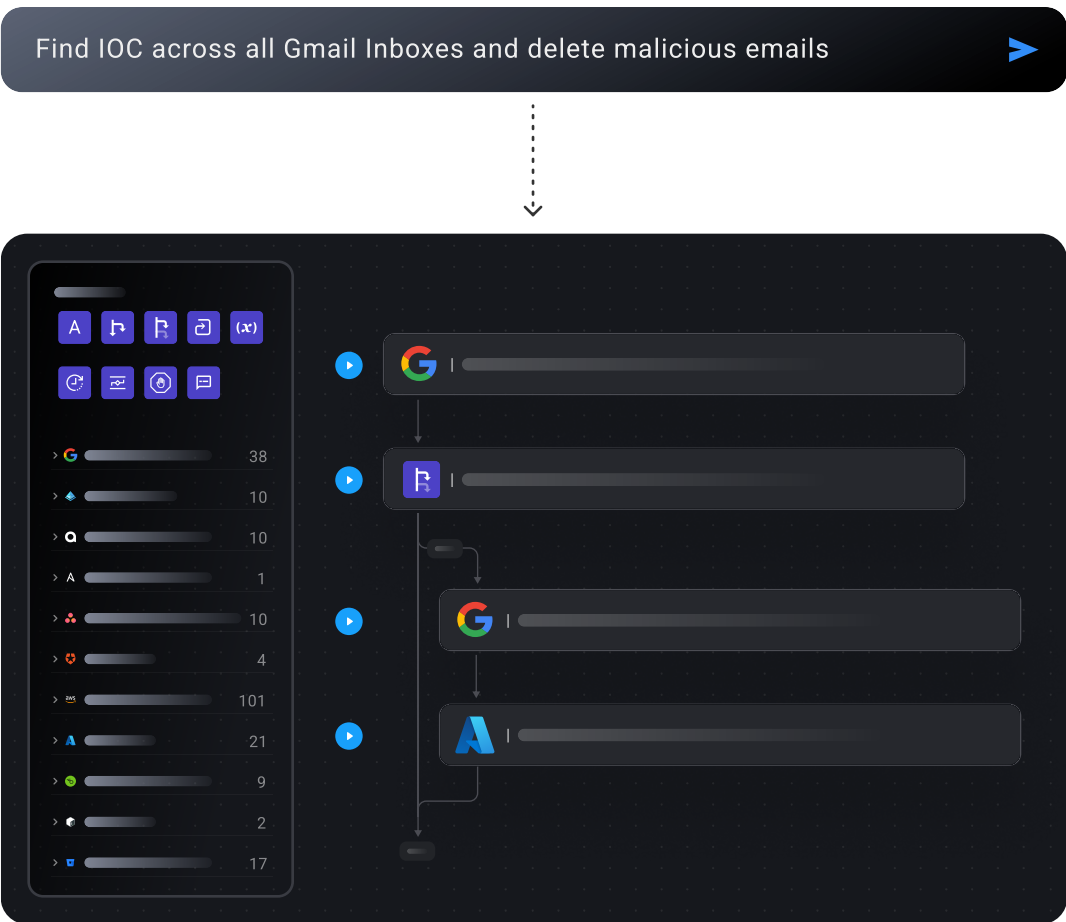 Find IOC across all Gmail Inboxes and delete malicious emails
A
(x)
38
10
10
1
10
4
aws
101
21
9
2
17